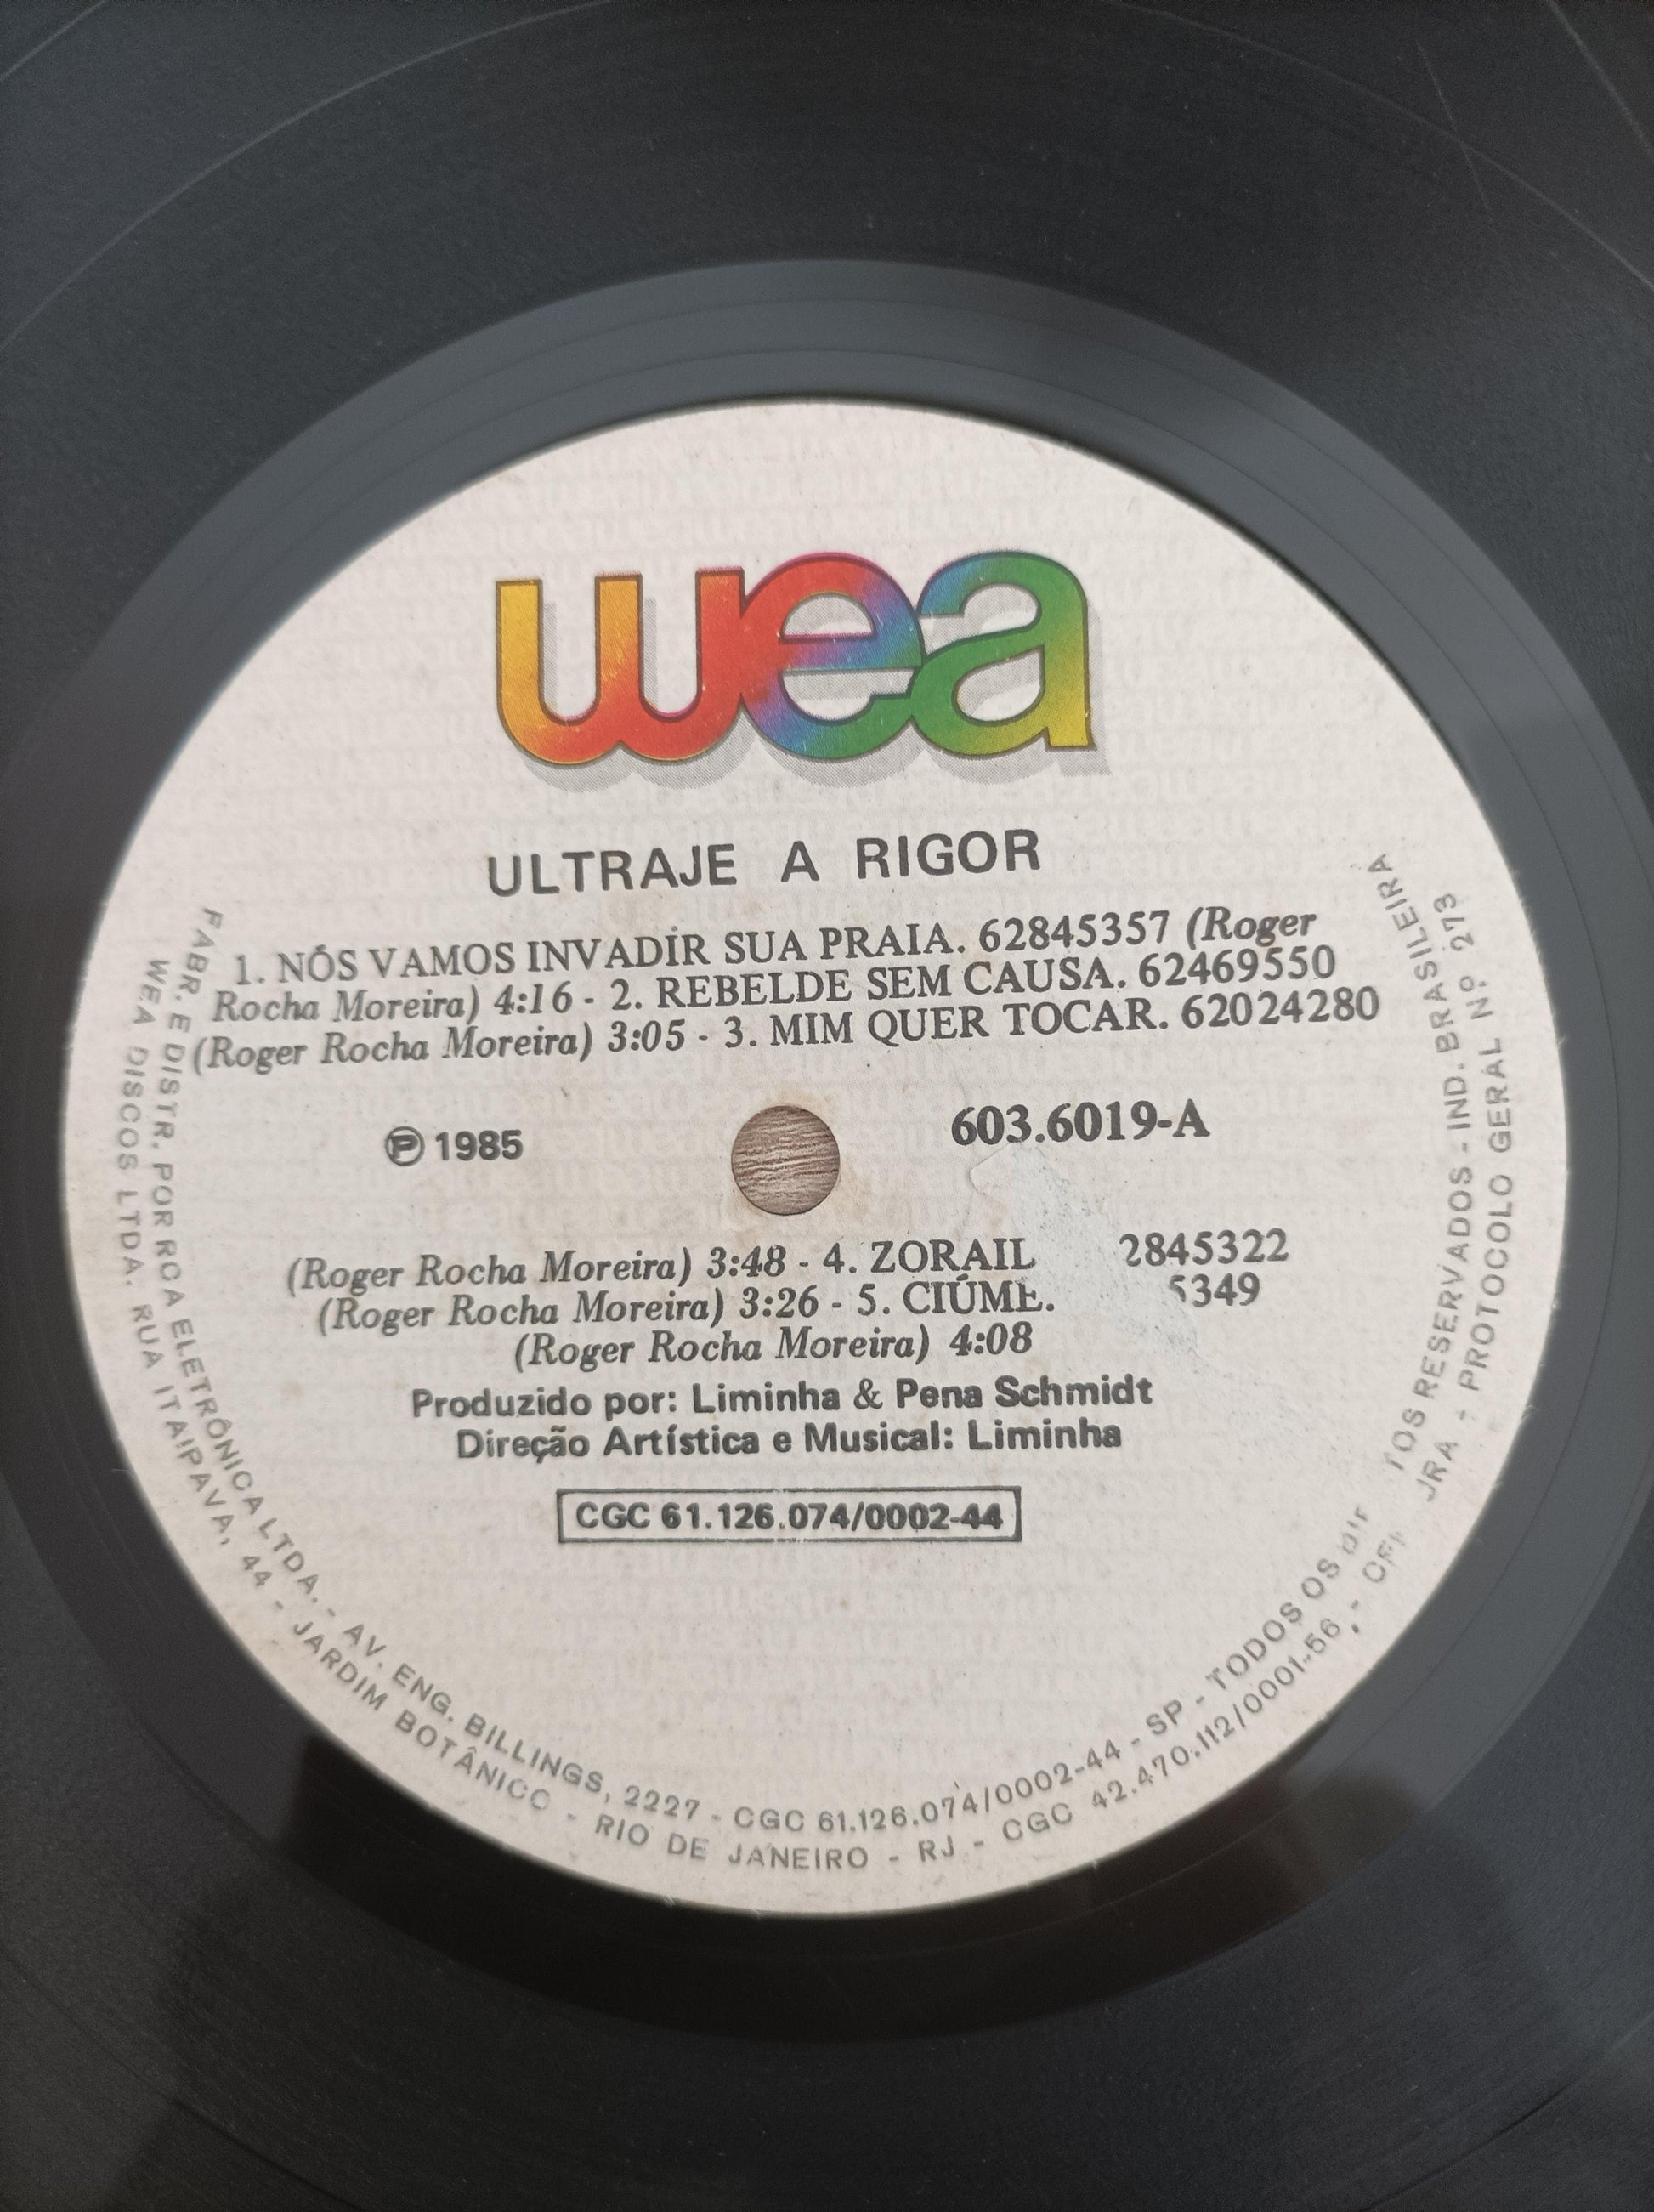 wea
ULTRAJE A RIGOR
1. NÓS VAMOS INVADIR SUA PRAIA. 62845357 (Roger
Rocha Moreira) 4:16 - 2. REBELDE SEM CAUSA. 62469550
(Roger Rocha Moreira) 3:05 - 3. MIM QUER TOCAR. 62024280
℗ 1985
603.6019-A
(Roger Rocha Moreira) 3:48 - 4. ZORAIL 2845322
(Roger Rocha Moreira) 3:26 - 5. CIÚME. 5349
(Roger Rocha Moreira) 4:08
Produzido por: Liminha & Pena Schmidt
Direção Artística e Musical: Liminha
CGC 61.126.074/0002-44
FABR. E DISTR. POR RCA ELETRÔNICA LTDA. - AV. ENG. BILLINGS, 2227 - CGC 61.126.074/0002-44 - SP - TODOS OS RESERVADOS - IND. BRASILEIRA
WEA DISCOS LTDA. RUA ITAIPAVA, 44 - JARDIM BOTÂNICO - RIO DE JANEIRO - RJ - CGC 42.470.112/0001-56 - PROTOCOLO GERAL Nº 273